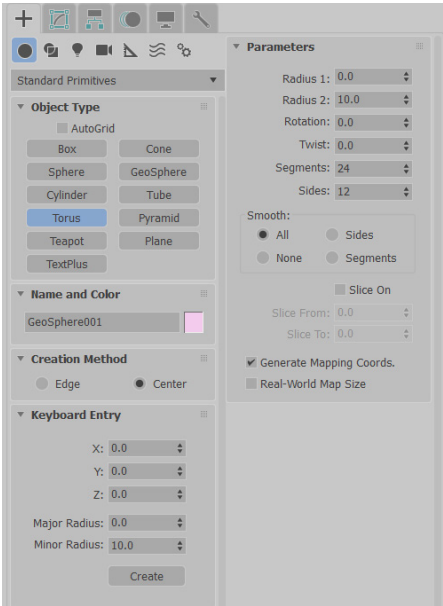 Standard Primitives
Object Type
AutoGrid
Box Cone
Sphere GeoSphere
Cylinder Tube
Torus Pyramid
Teapot Plane
TextPlus
Name and Color
GeoSphere001
Creation Method
Edge Center
Keyboard Entry
X: 0.0
Y: 0.0
Z: 0.0
Major Radius: 0.0
Minor Radius: 10.0
Create
Parameters
Radius 1: 0.0
Radius 2: 10.0
Rotation: 0.0
Twist: 0.0
Segments: 24
Sides: 12
Smooth:
All Sides
None Segments
Slice On
Slice From: 0.0
Slice To: 0.0
Generate Mapping Coords.
Real-World Map Size